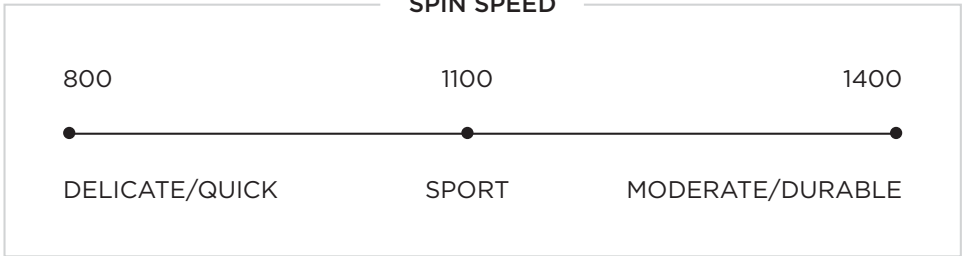 SPIN SPEED
800 1100 1400
DELICATE/QUICK SPORT MODERATE/DURABLE